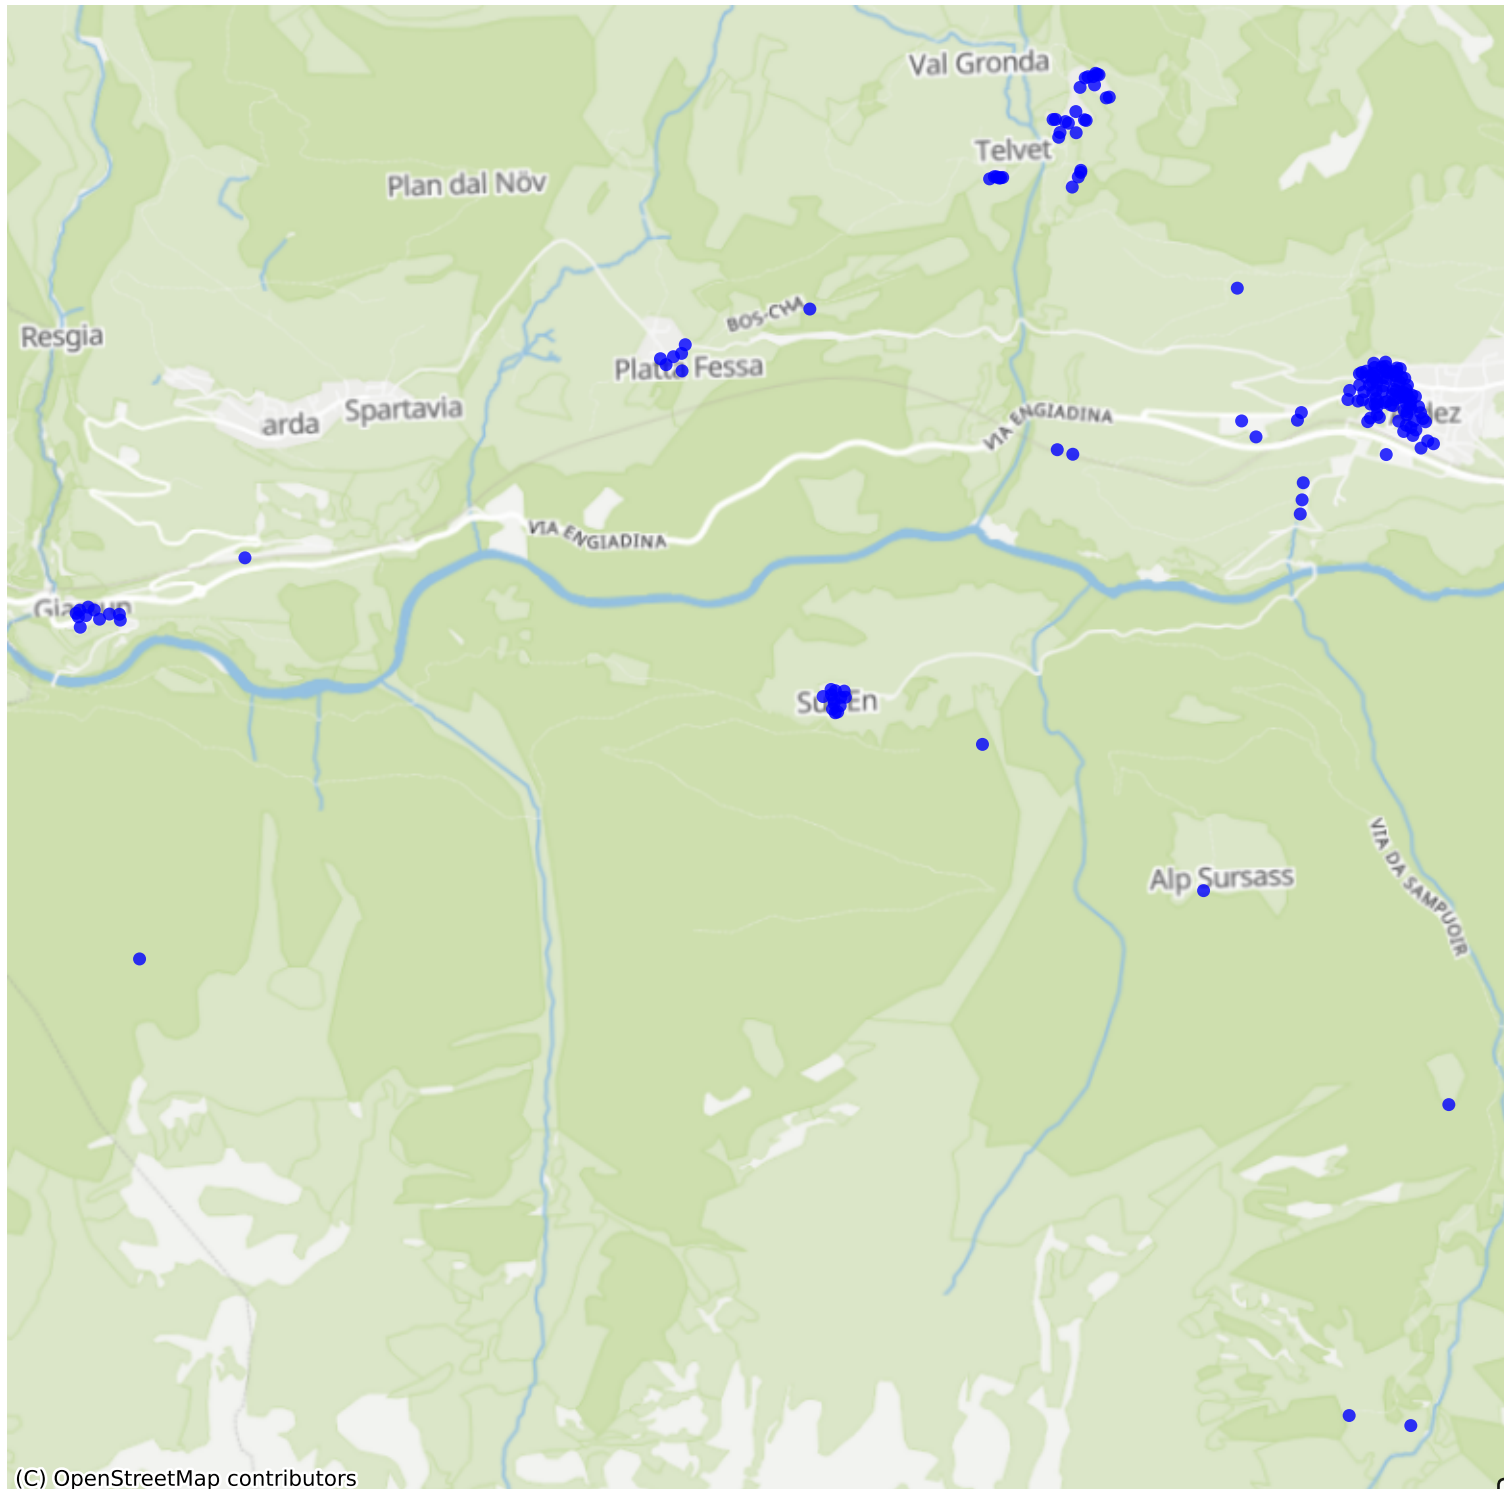 Val Gronda
Telvet
Plan dal Növ
BOS-CHA
Resgia
Fessa
Spartavia
arda
VIA ENGIADINA
VIA ENGIADINA
En
Alp Sursass
VIA DA SAMPUOIR
(C) OpenStreetMap contributors